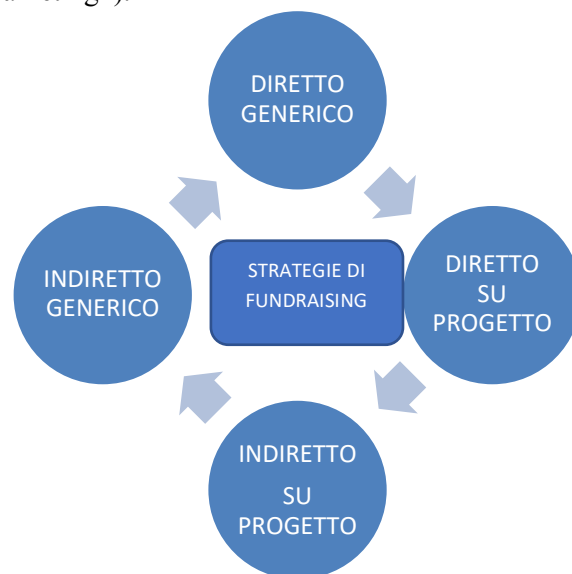 DIRETTO
GENERICO
INDIRETTO
GENERICO
STRATEGIE DI
FUNDRAISING
DIRETTO
SU
PROGETTO
INDIRETTO
SU
PROGETTO